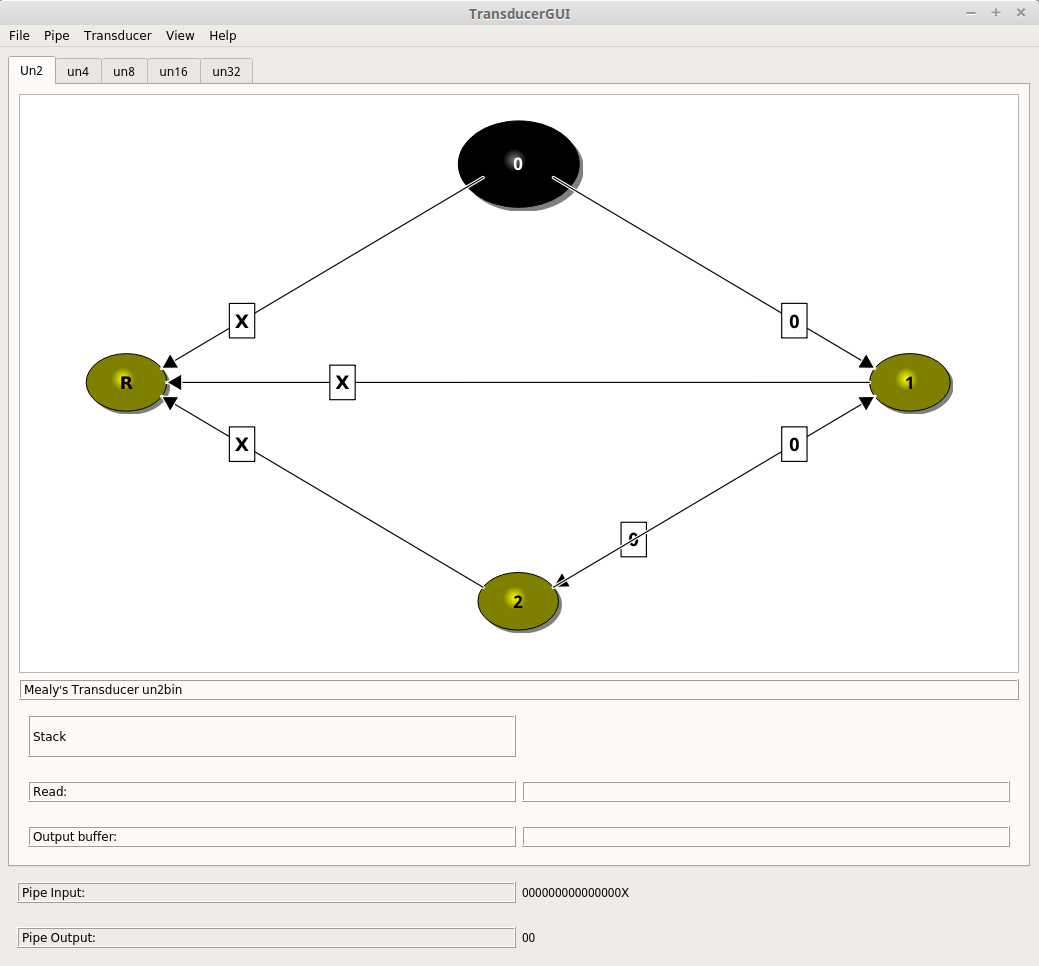 TransducerGUI
File Pipe Transducer View Help
Un2 un4 un8 un16 un32
0
X 0
R X 1
X 0
0
2
Mealy's Transducer un2bin
Stack
Read:
Output buffer:
Pipe Input: 000000000000000X
Pipe Output: 00